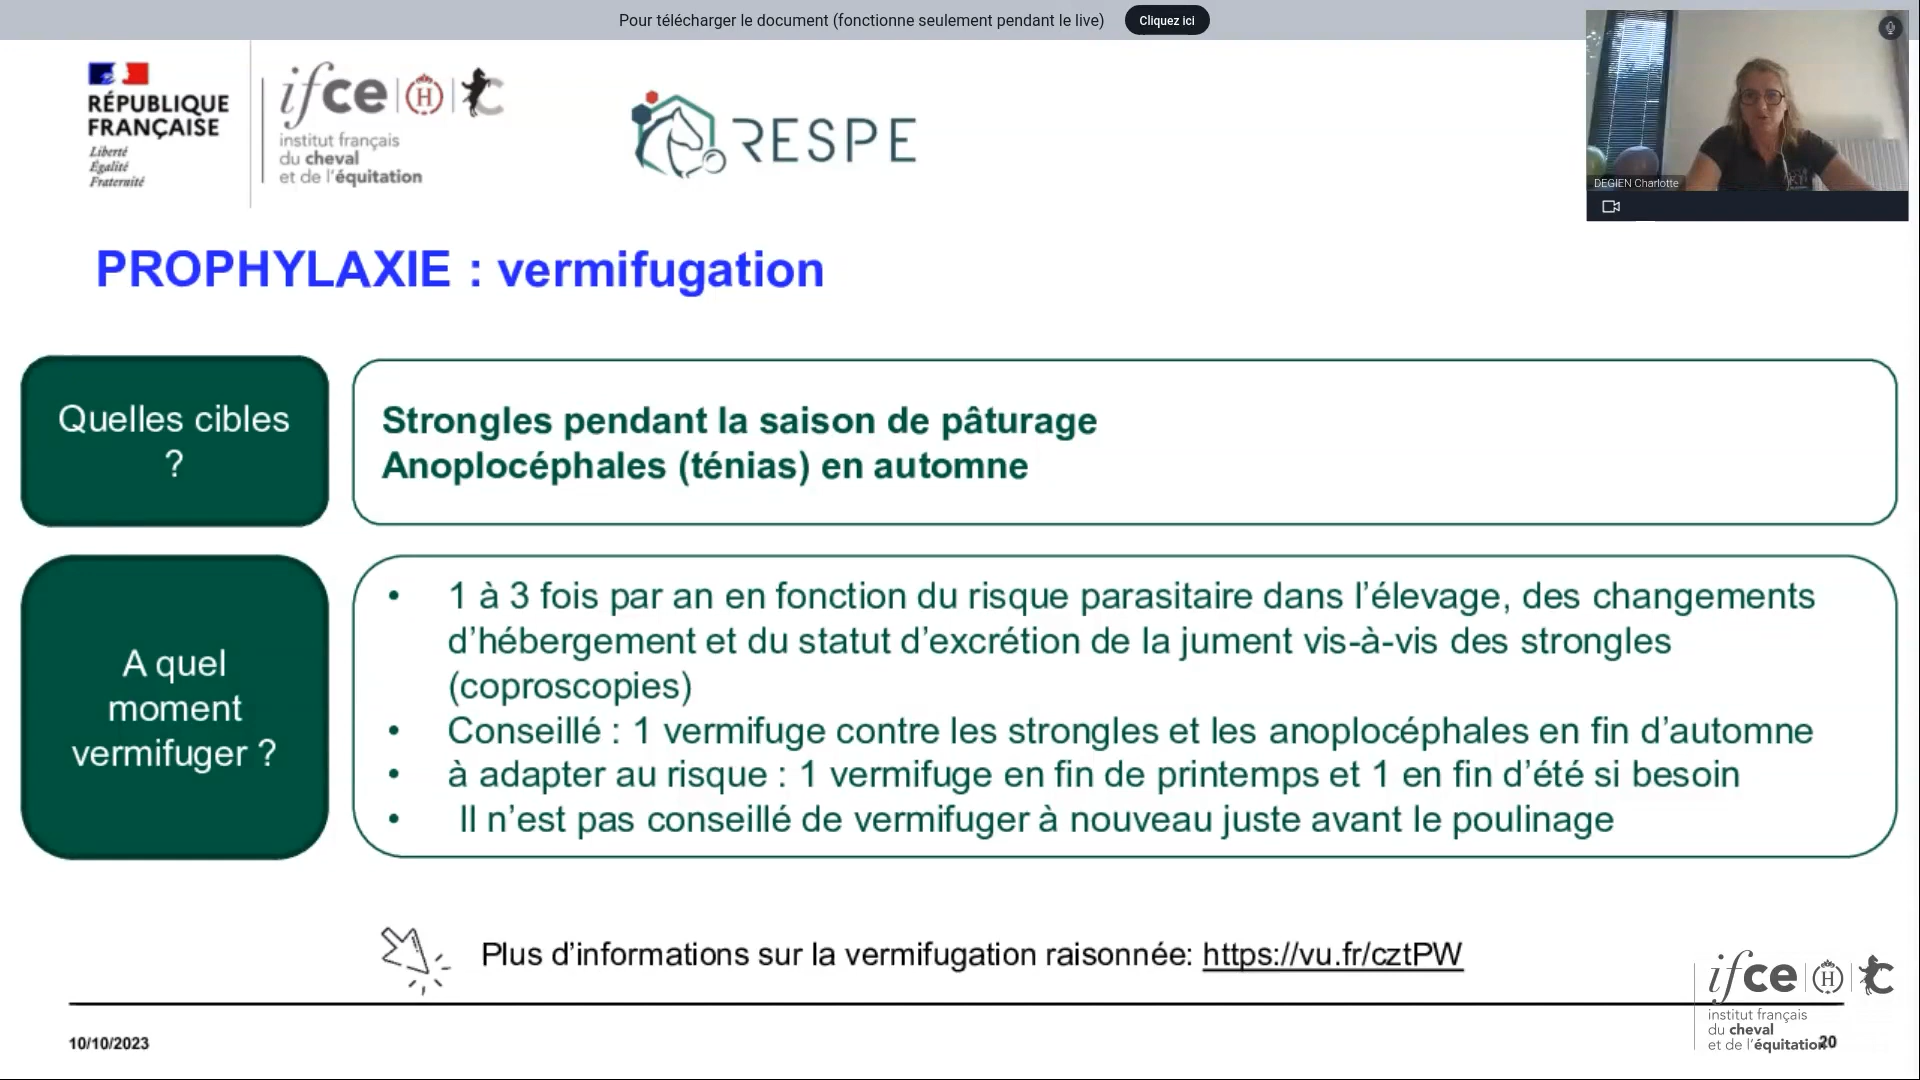 Pour télécharger le document (fonctionne seulement pendant le live)
Cliquez ici
RÉPUBLIQUE
FRANÇAISE
Liberté
Égalité
Fraternité
ifce H C
institut français
du cheval
et de l'équitation
RESPE
DEGIEN Charlotte
PROPHYLAXIE : vermifugation
Quelles cibles
?
Strongles pendant la saison de pâturage
Anoplocéphales (ténias) en automne
A quel
moment
vermifuger ?
• 1 à 3 fois par an en fonction du risque parasitaire dans l'élevage, des changements
d'hébergement et du statut d'excrétion de la jument vis-à-vis des strongles
(coproscopies)
• Conseillé : 1 vermifuge contre les strongles et les anoplocéphales en fin d'automne
• à adapter au risque : 1 vermifuge en fin de printemps et 1 en fin d'été si besoin
• Il n'est pas conseillé de vermifuger à nouveau juste avant le poulinage
Plus d'informations sur la vermifugation raisonnée: https://vu.fr/cztPW
ifce H C
institut français
du cheval
et de l'équitation
10/10/2023
20